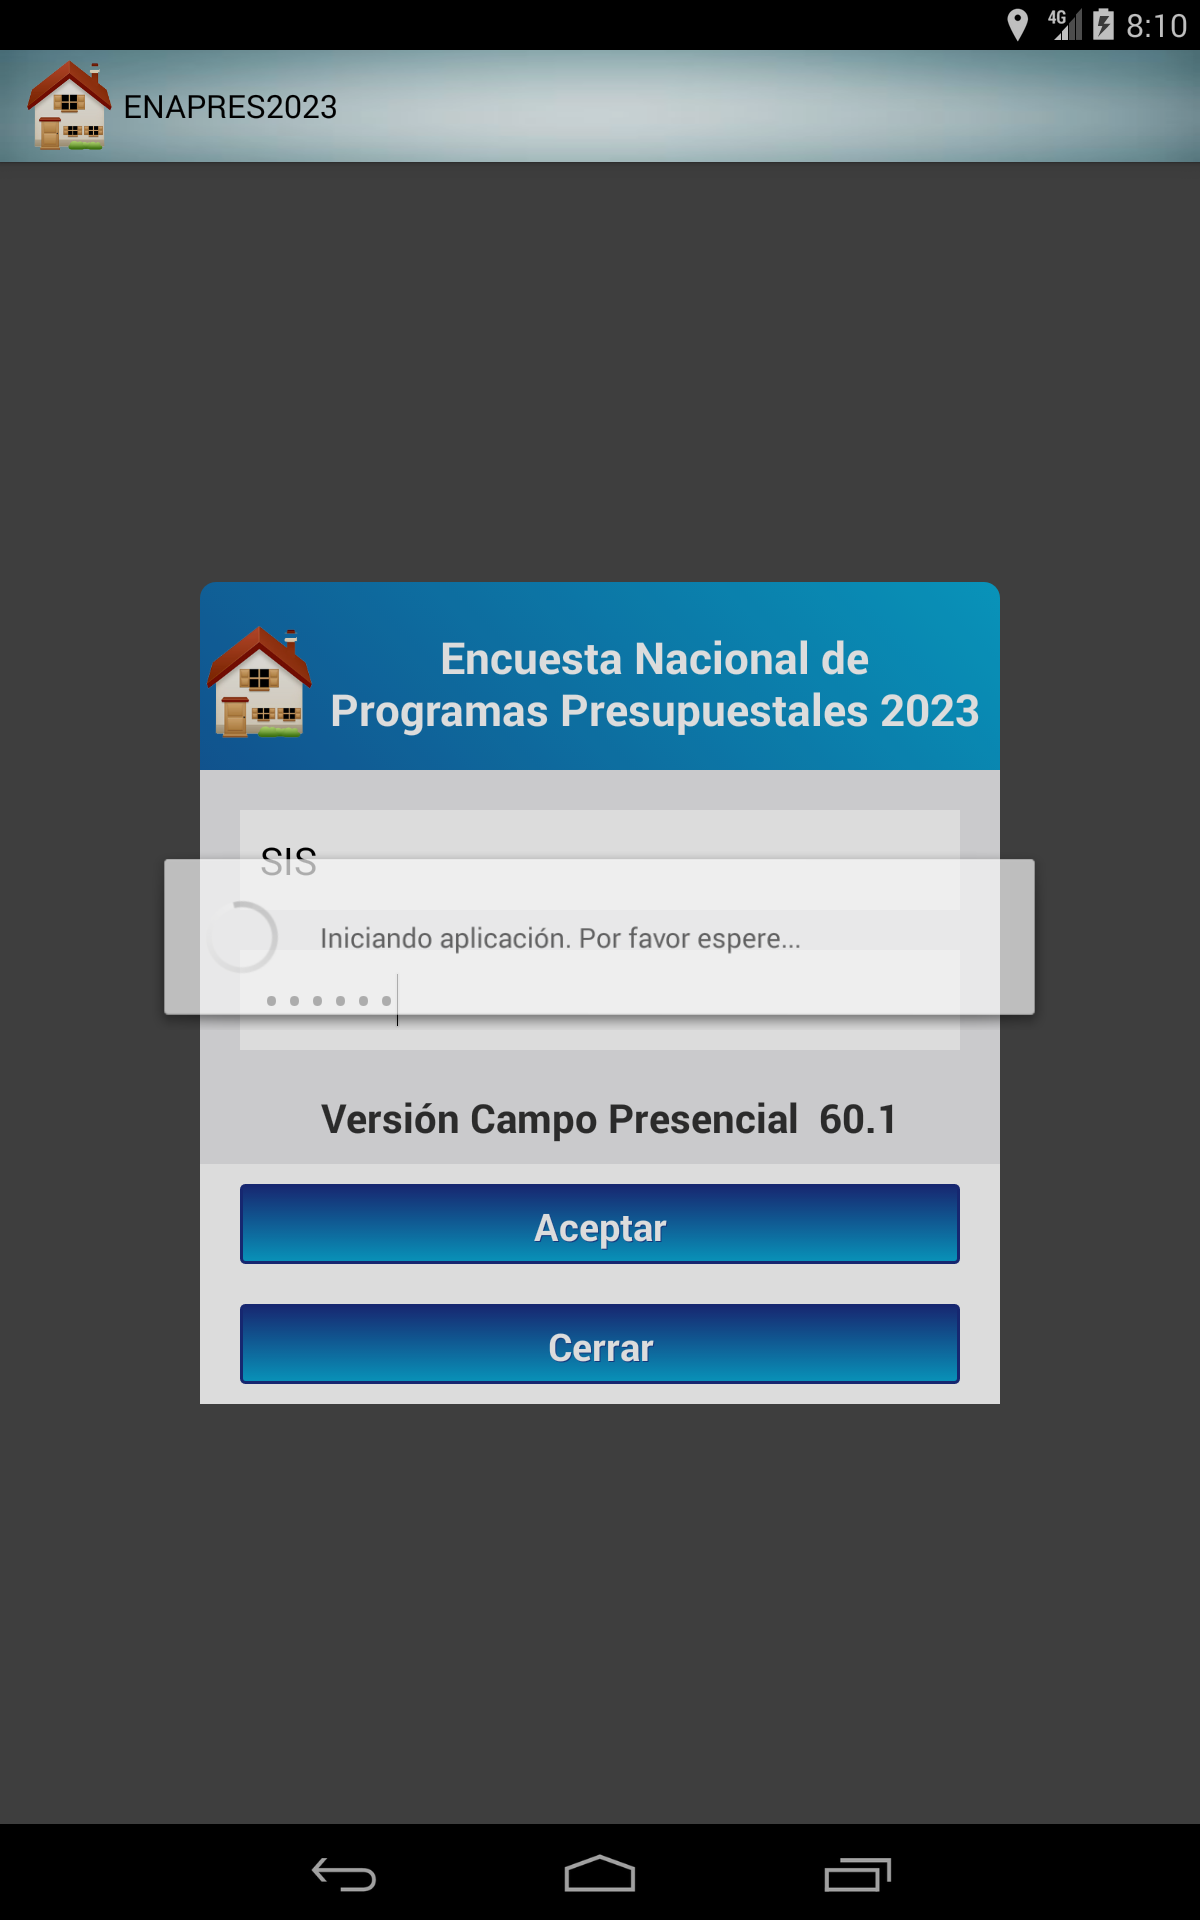 4G 8:10
ENAPRES2023
Encuesta Nacional de
Programas Presupuestales 2023
SIS
Iniciando aplicación. Por favor espere...
Versión Campo Presencial 60.1
Aceptar
Cerrar